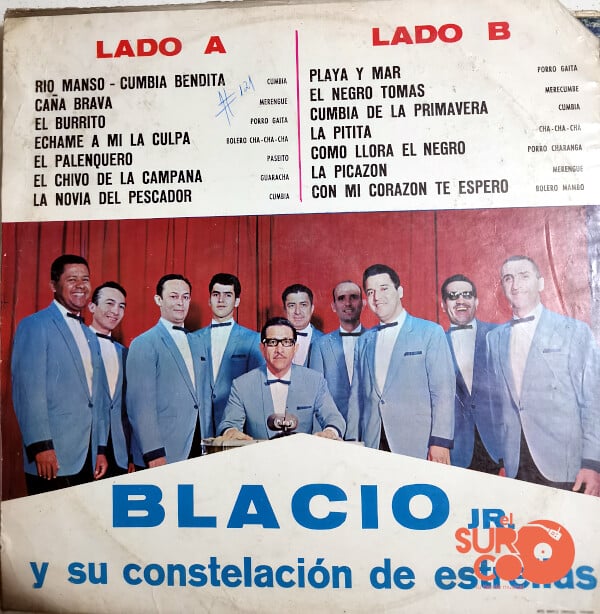 LADO A
RIO MANSO - CUMBIA BENDITA CUMBIA
CAÑA BRAVA MERENGUE
EL BURRITO PORRO GAITA
ECHAME A MI LA CULPA BOLERO CHA-CHA-CHA
EL PALENQUERO PASEITO
EL CHIVO DE LA CAMPANA GUARACHA
LA NOVIA DEL PESCADOR CUMBIA
LADO B
PLAYA Y MAR PORRO GAITA
EL NEGRO TOMAS MERECUMBE
CUMBIA DE LA PRIMAVERA CUMBIA
LA PITITA CHA-CHA-CHA
COMO LLORA EL NEGRO PORRO CHARANGA
LA PICAZON MERENGUE
CON MI CORAZON TE ESPERO BOLERO MAMBO
BLACIO JR.
y su constelación de estrellas
el
SUR
CO